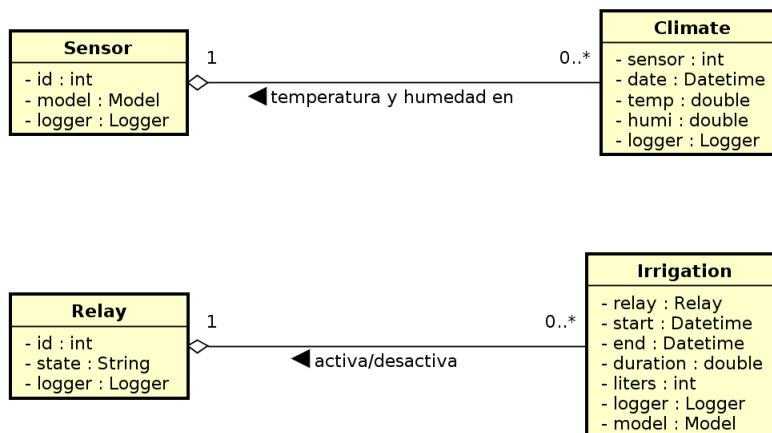 Sensor
- id : int
- model : Model
- logger : Logger
1
0..*
temperatura y humedad en
Climate
- sensor : int
- date : Datetime
- temp : double
- humi : double
- logger : Logger
Relay
- id : int
- state : String
- logger : Logger
1
0..*
activa/desactiva
Irrigation
- relay : Relay
- start : Datetime
- end : Datetime
- duration : double
- liters : int
- logger : Logger
- model : Model